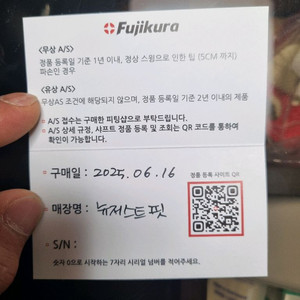 Fujikura
<무상 A/S>
정품 등록일 기준 1년 이내, 정상 스윙으로 인한 팁 (5CM 까지)
파손인 경우
<유상 A/S>
무상AS 조건에 해당되지 않으며, 정품 등록일 기준 2년 이내의 제품
* A/S 접수는 구매한 피팅샵으로 부탁드립니다.
* A/S 상세 규정, 샤프트 정품 등록 및 조회는 QR 코드를 통하여
확인이 가능합니다.
구매일 : 2025.06.16
정품 등록 샤프트 QR
매장명 : 뉴제스트핏
S/N :
숫자 0으로 시작하는 7자리 시리얼 넘버를 적어주세요.